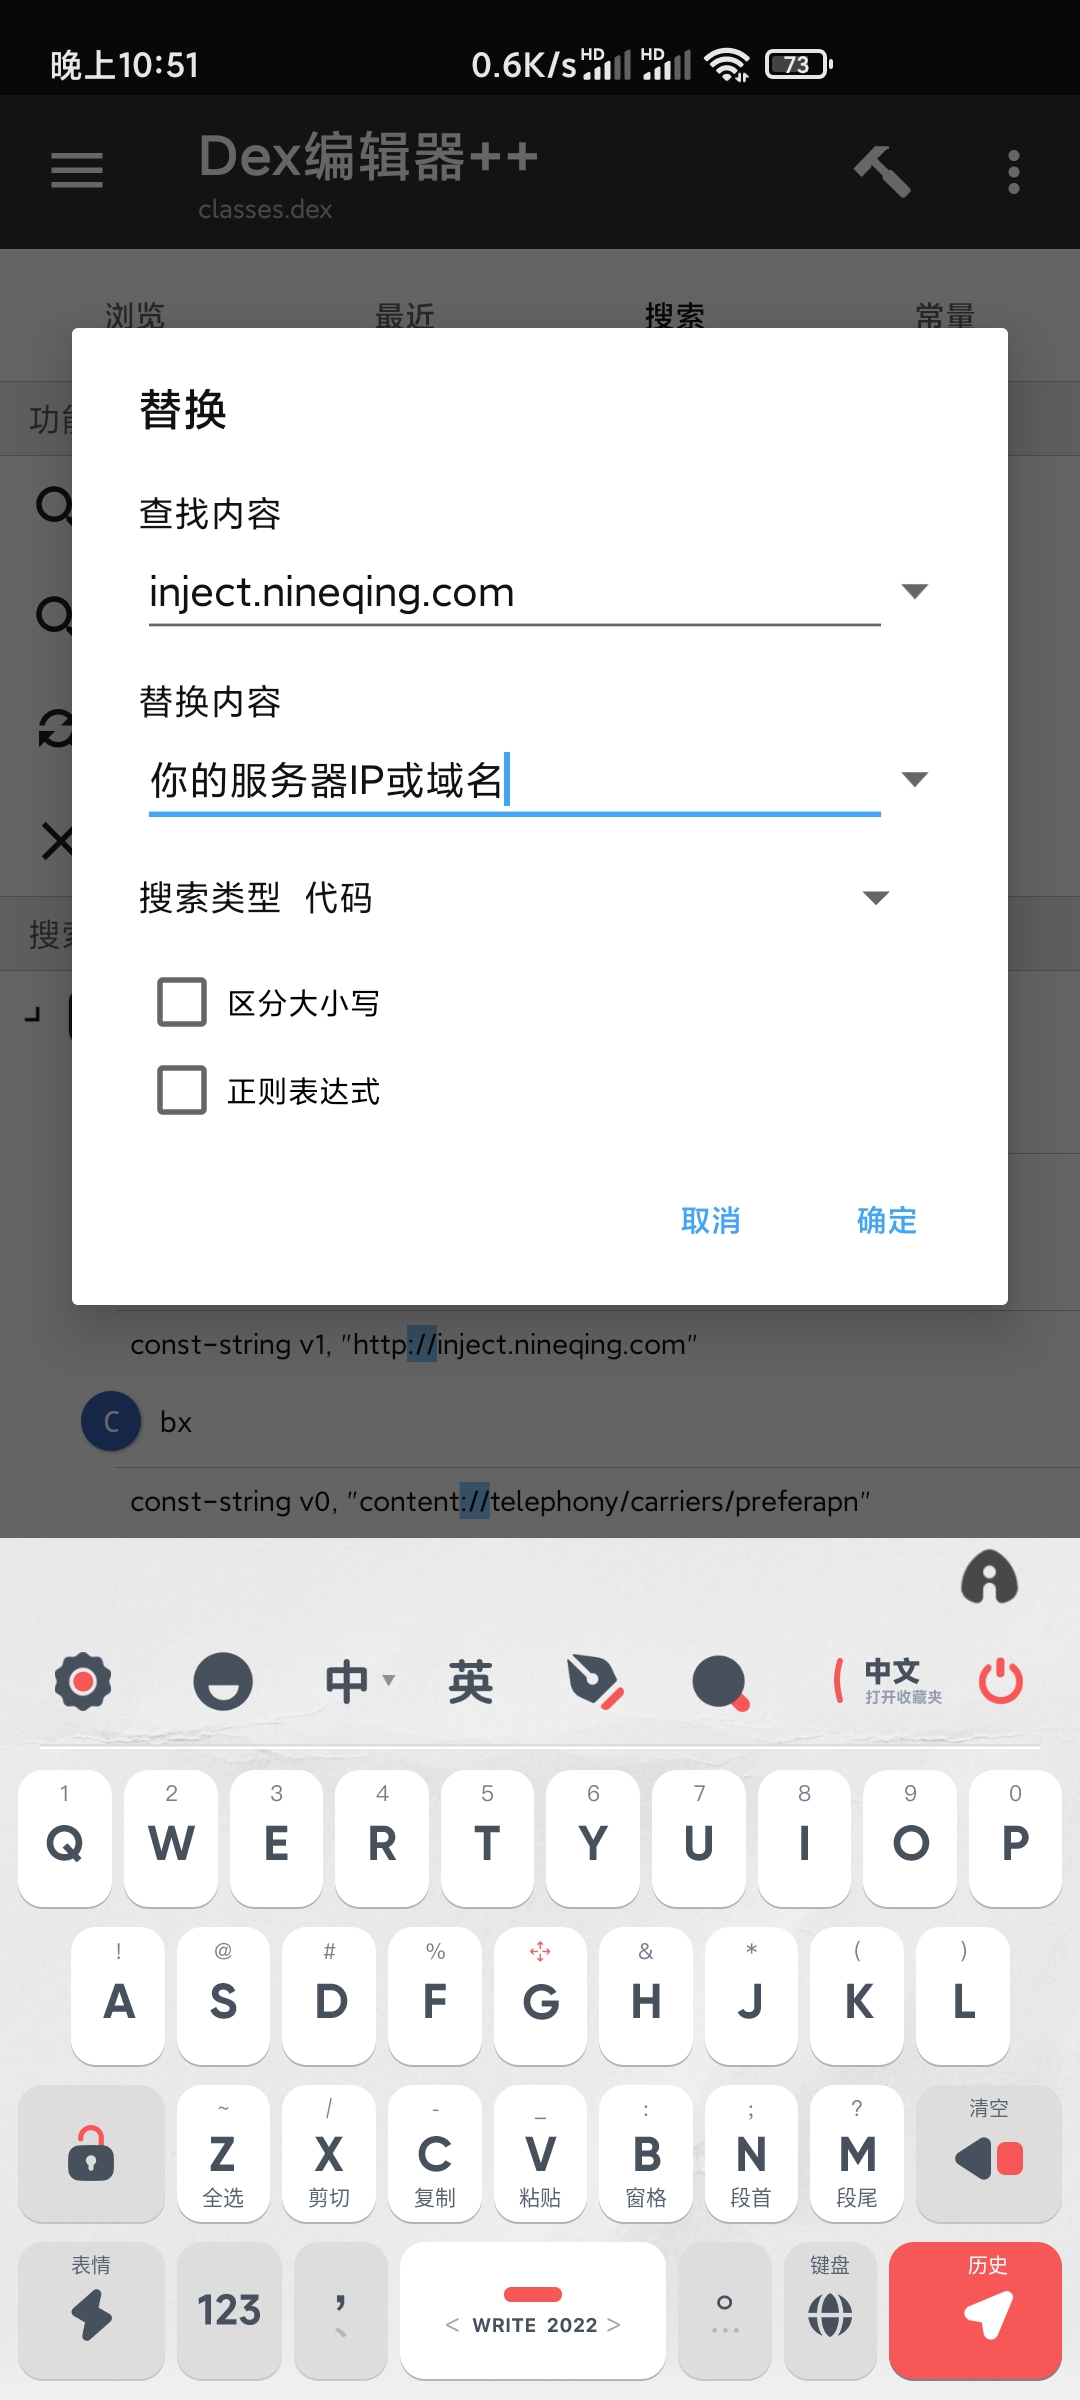 晚上10:51
0.6K/s HD HD 73
Dex编辑器++
classes.dex
浏览 最近 搜索 常量
替换
查找内容
inject.nineqing.com
替换内容
你的服务器IP或域名
搜索类型 代码
区分大小写
正则表达式
取消 确定
const-string v1, "http://inject.nineqing.com"
C bx
const-string v0, "content://telephony/carriers/preferapn"
中 英 中文
打开收藏夹
1 2 3 4 5 6 7 8 9 0
Q W E R T Y U I O P
! @ # % & * ( )
A S D F G H J K L
~ / - _ : ; ? 清空
Z X C V B N M
全选 剪切 复制 粘贴 窗格 段首 段尾
表情 键盘 历史
123 , < WRITE 2022 > 。
...